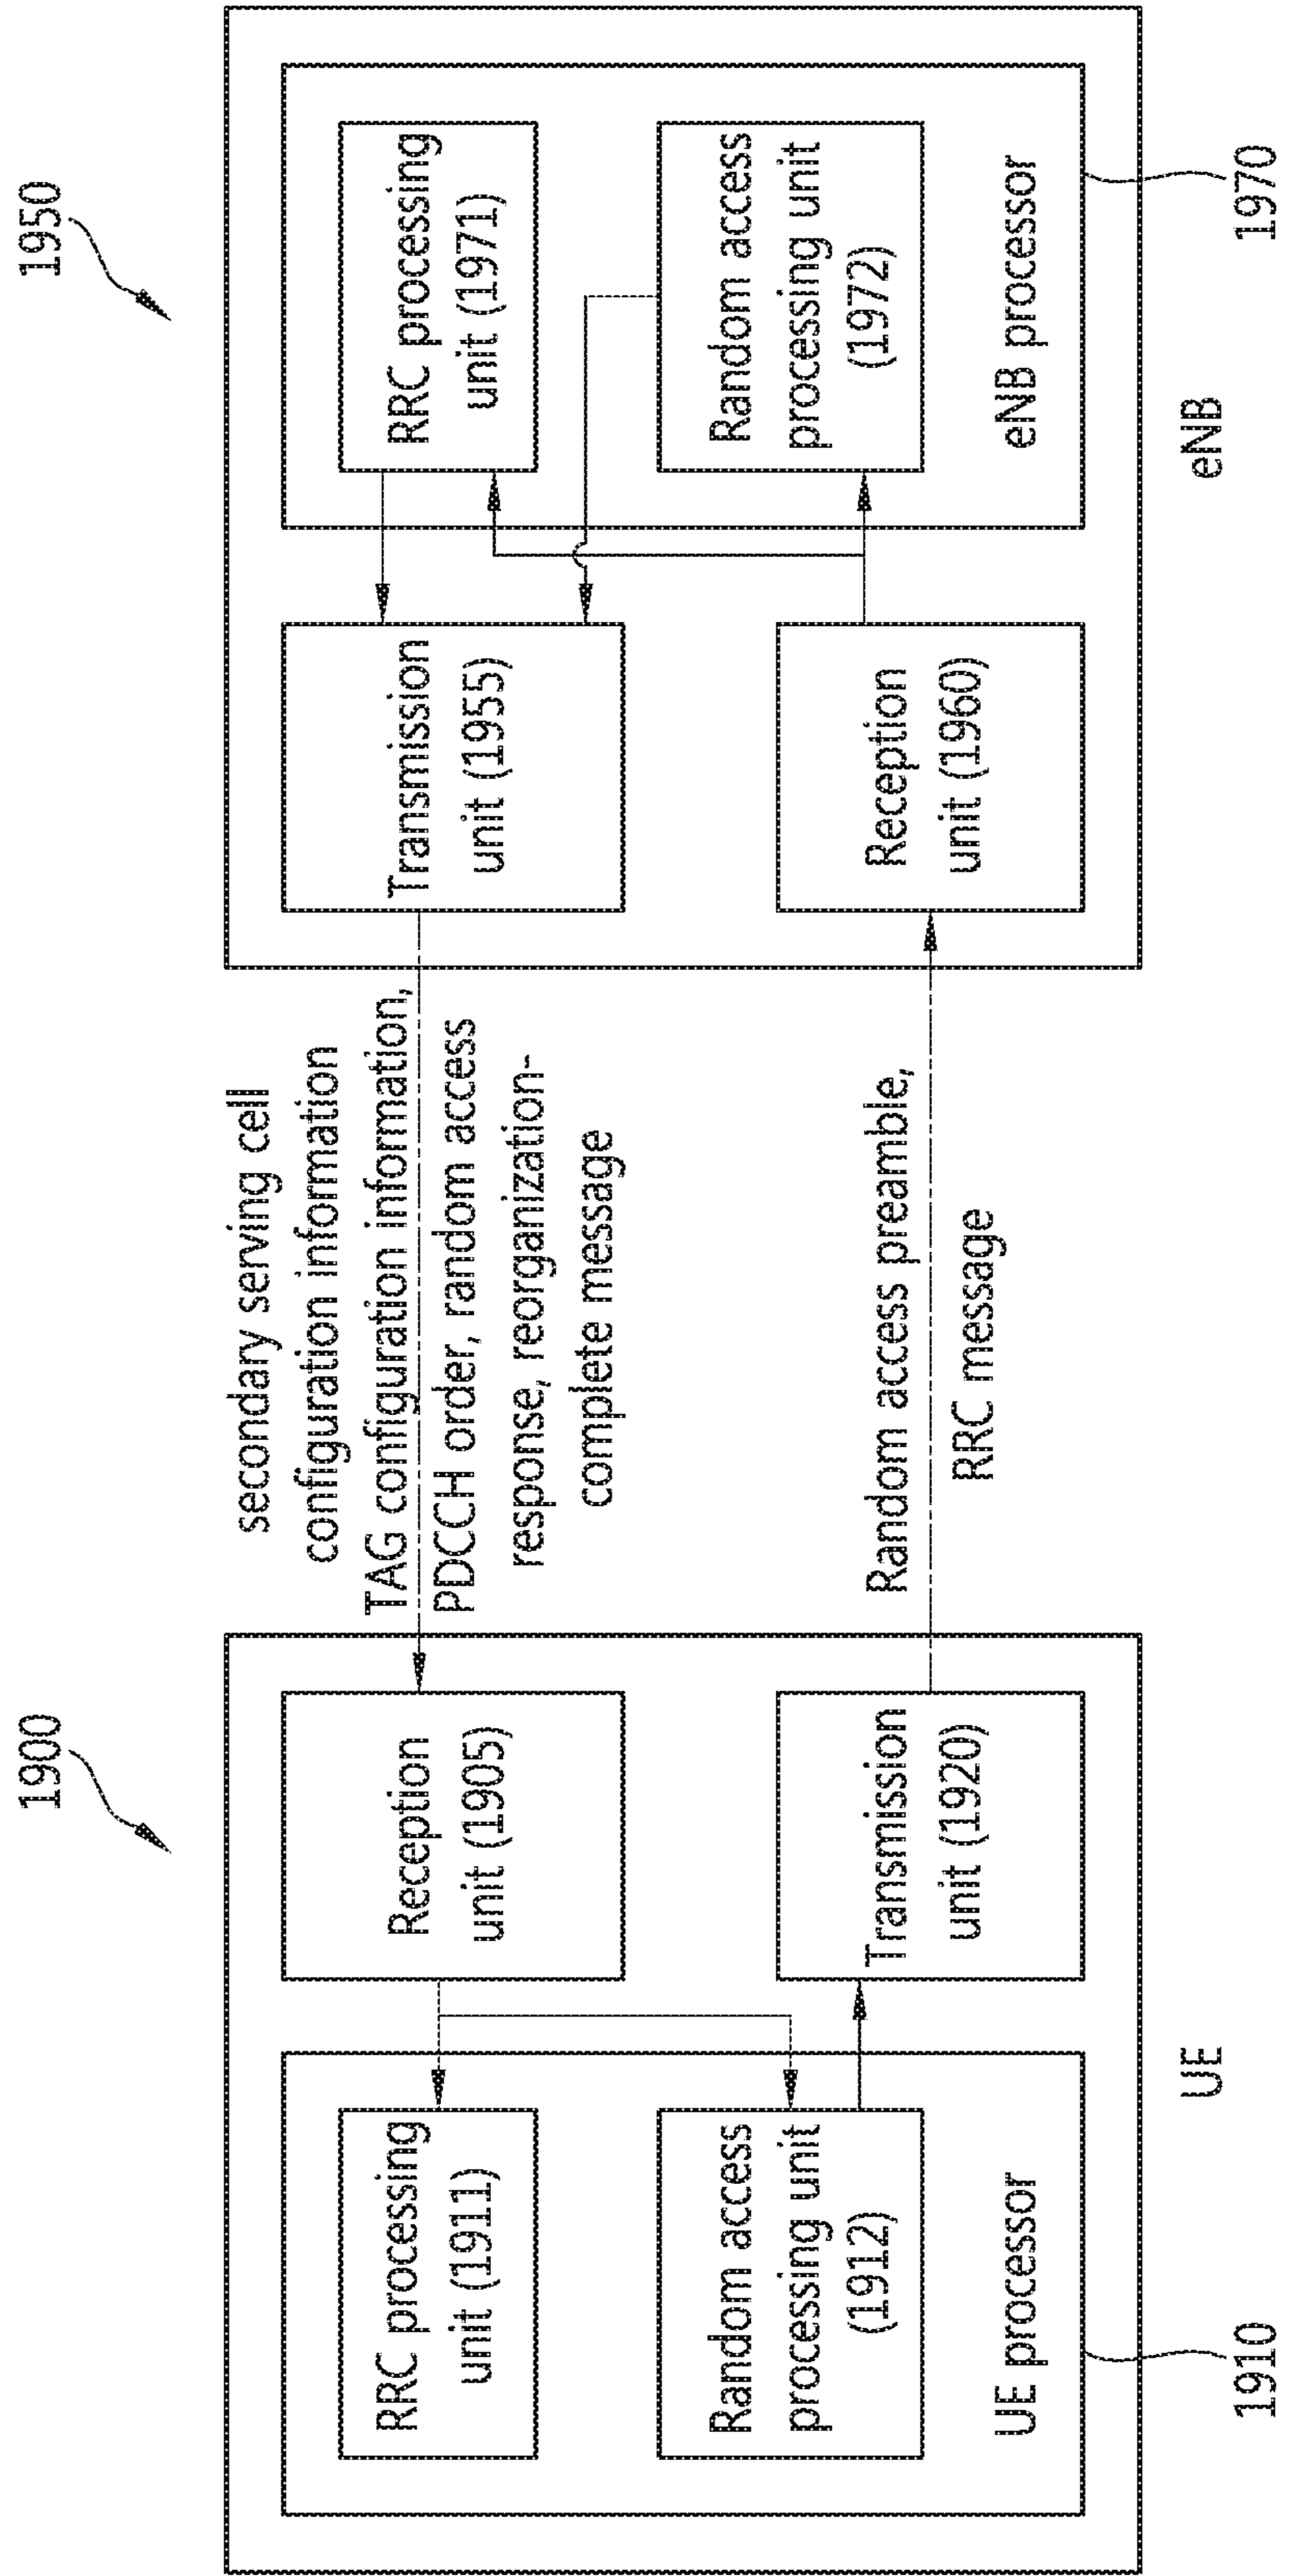 1900
1950
RRC processing
unit (1911)
Random access
processing unit
(1912)
UE processor
1910
Reception
unit (1905)
Transmission
unit (1920)
UE
secondary serving cell
configuration information
TAG configuration information,
PDCCH order, random access
response, reorganization-
complete message
Random access preamble,
RRC message
Transmission
unit (1955)
Reception
unit (1960)
RRC processing
unit (1971)
Random access
processing unit
(1972)
eNB processor
1970
eNB